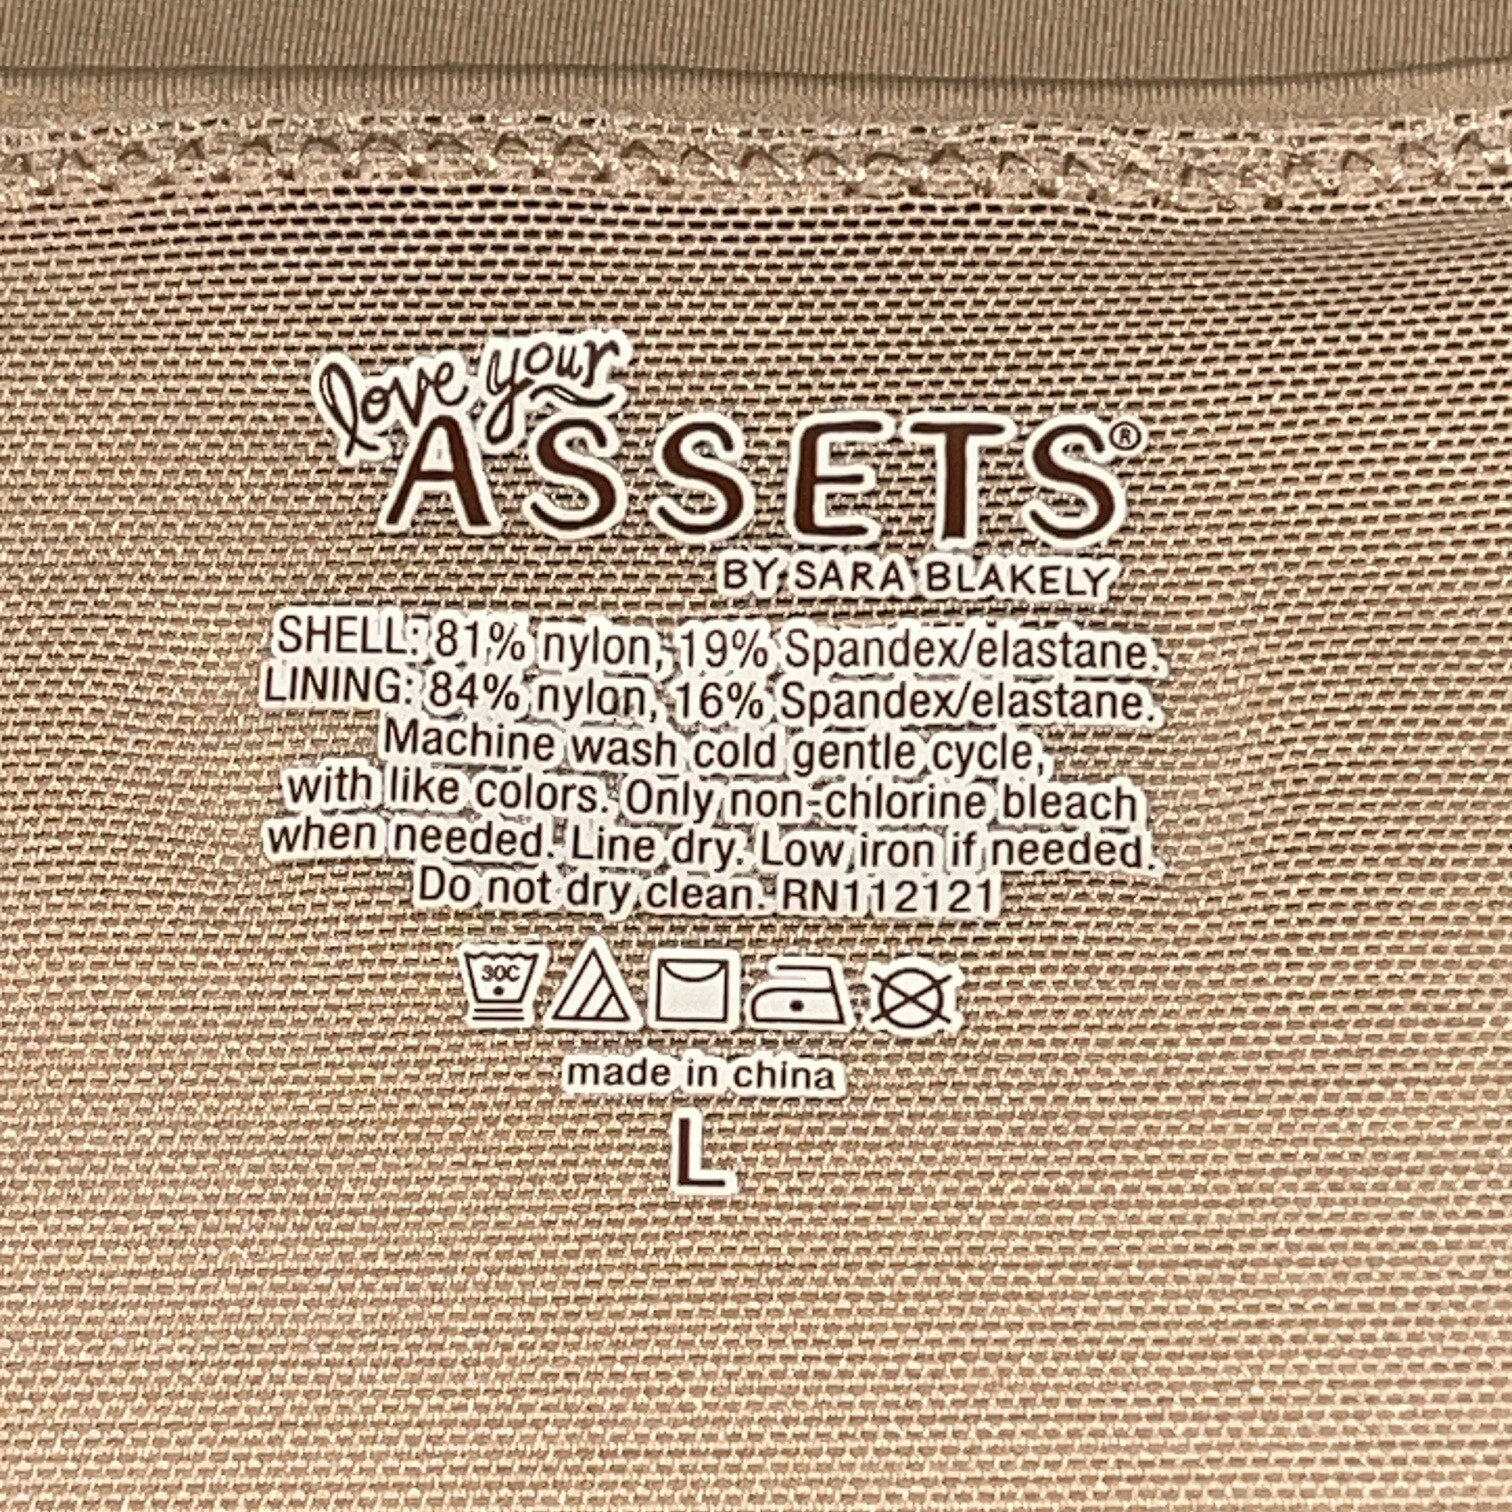 love your
ASSETS®
BY SARA BLAKELY
SHELL: 81% nylon, 19% Spandex/elastane.
LINING: 84% nylon, 16% Spandex/elastane.
Machine wash cold gentle cycle,
with like colors. Only non-chlorine bleach
when needed. Line dry. Low iron if needed.
Do not dry clean. RN112121
30C
made in china
L